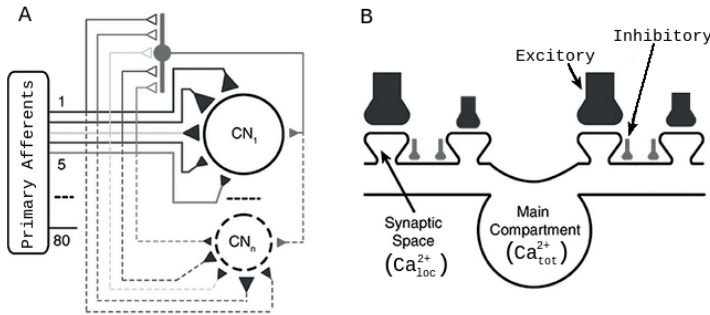 A
Primary Afferents
1
5
80
CN₁
CNₙ
B
Excitory
Inhibitory
Synaptic
Space
(Ca²⁺loc)
Main
Compartment
(Ca²⁺tot)